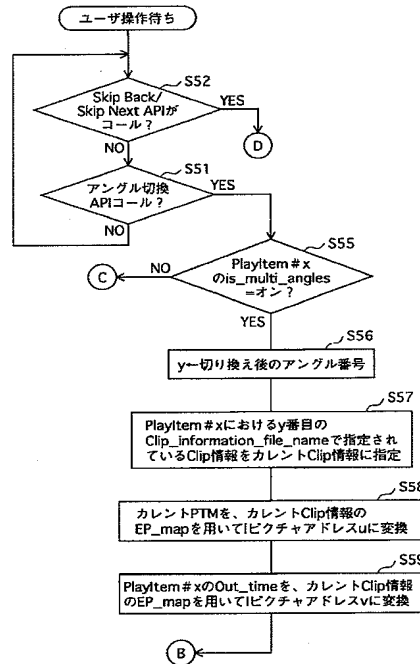 ユーザ操作待ち
S52
Skip Back/
Skip Next APIが
コール？
YES
D
NO
S51
アングル切換
APIコール？
YES
NO
S55
PlayItem#x
のis_multi_angles
=オン？
NO
C
YES
S56
y←切り換え後のアングル番号
S57
PlayItem#xにおけるy番目の
Clip_information_file_nameで指定され
ているClip情報をカレントClip情報に指定
S58
カレントPTMを、カレントClip情報の
EP_mapを用いてIピクチャアドレスuに変換
S59
PlayItem#xのOut_timeを、カレントClip情報
のEP_mapを用いてIピクチャアドレスvに変換
B